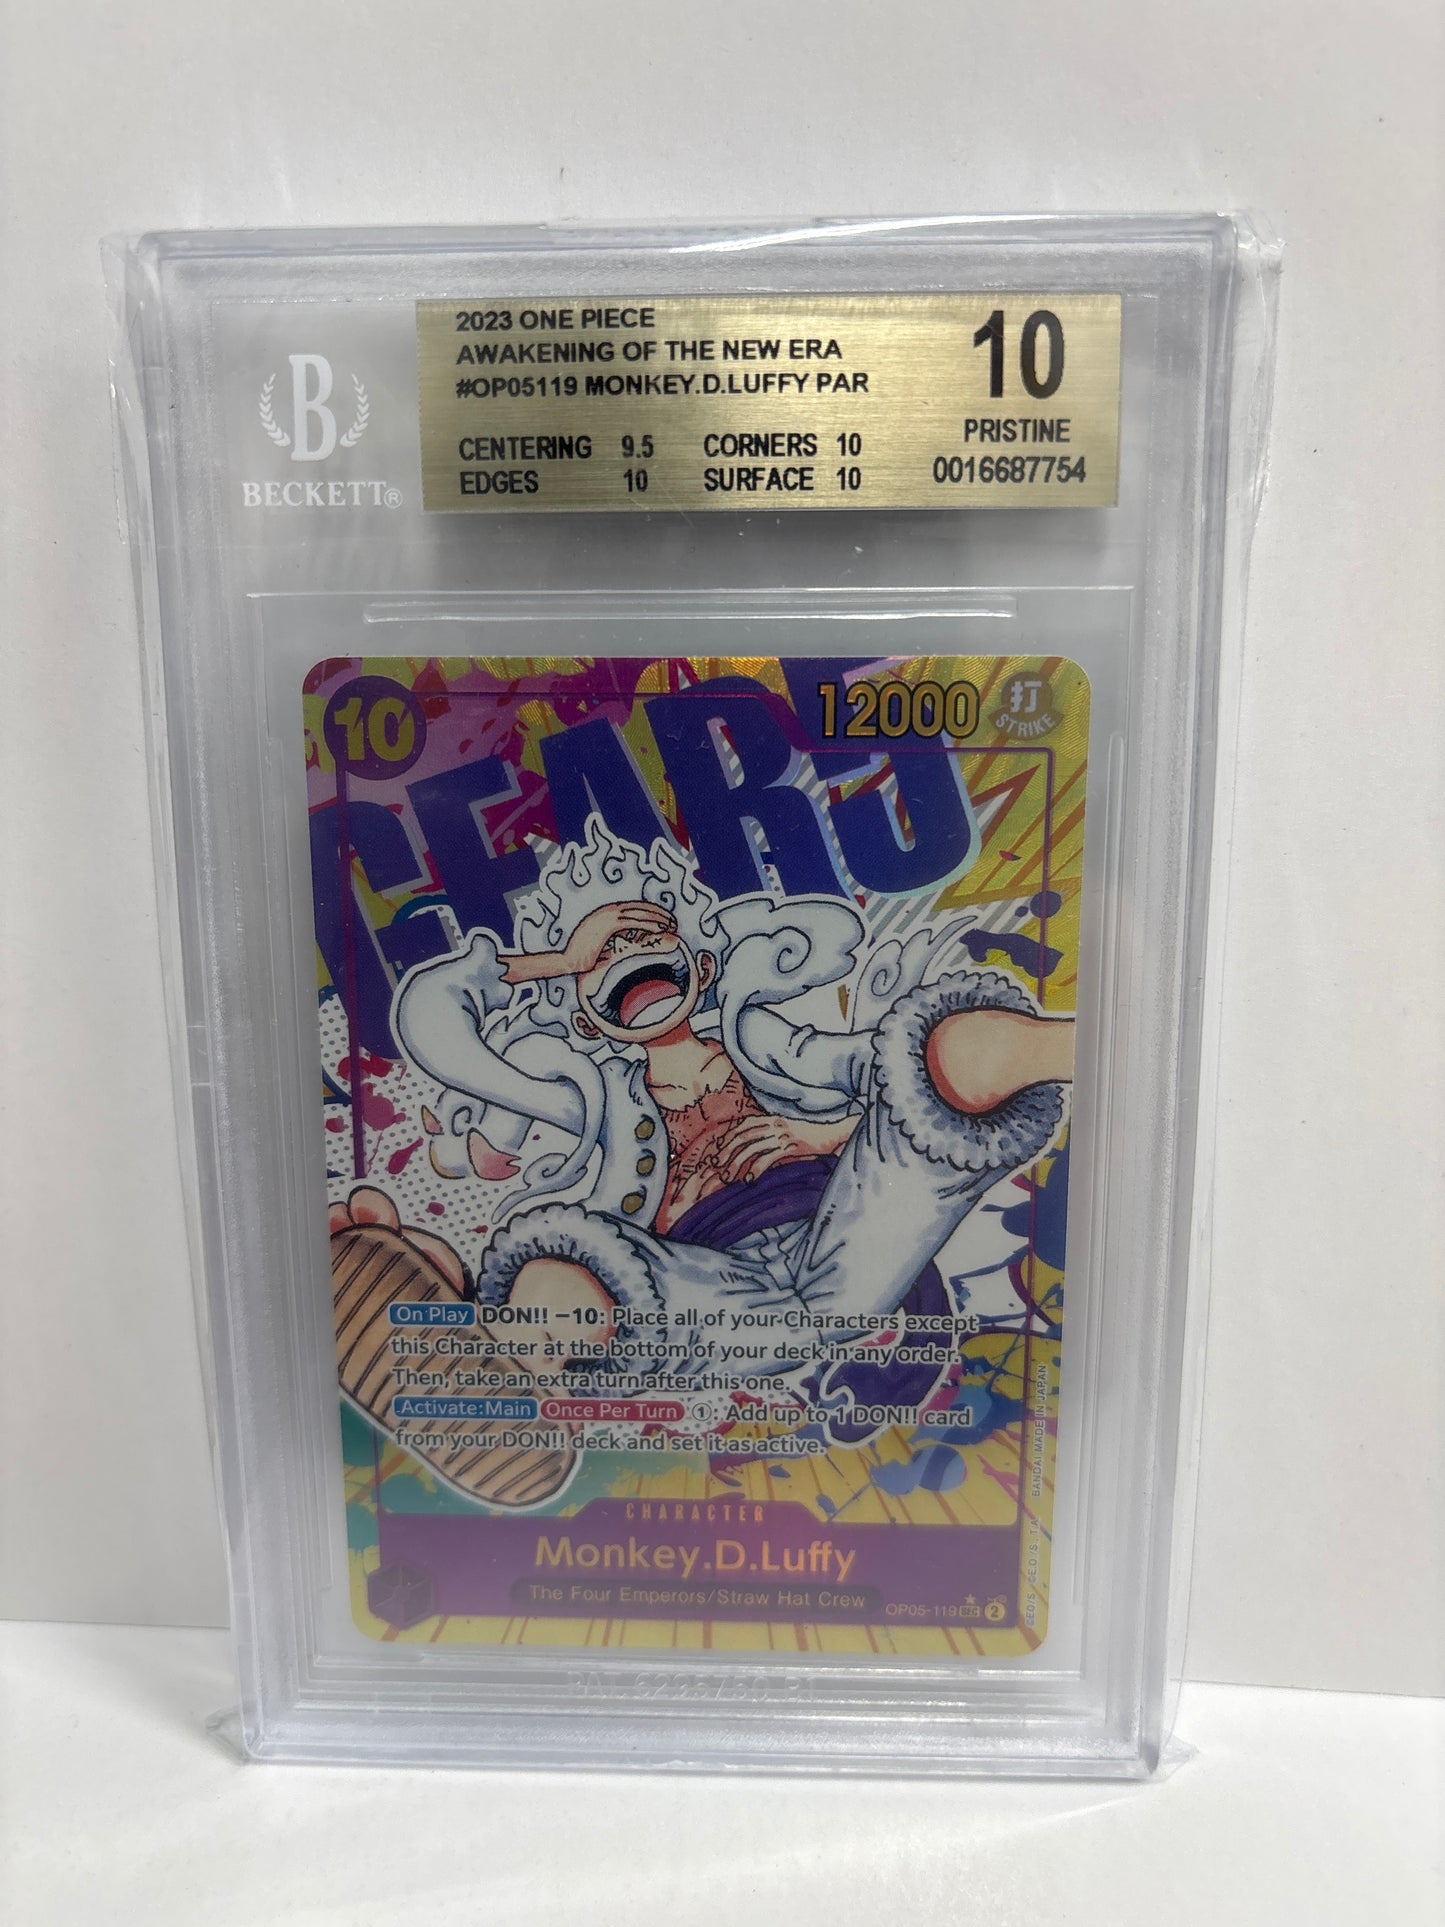 B
BECKETT®
2023 ONE PIECE
AWAKENING OF THE NEW ERA
#OP05119 MONKEY.D.LUFFY PAR
CENTERING 9.5 CORNERS 10
EDGES 10 SURFACE 10
10
PRISTINE
0016687754
10
12000
打
STRIKE
GEAR5
On Play DON!! −10: Place all of your Characters except
this Character at the bottom of your deck in any order.
Then, take an extra turn after this one.
Activate:Main Once Per Turn ①: Add up to 1 DON!! card
from your DON!! deck and set it as active.
CHARACTER
Monkey.D.Luffy
The Four Emperors/Straw Hat Crew
OP05-119 SEC 2
©E.O/S. ©E.O./S., T.A. BANDAI MADE IN JAPAN